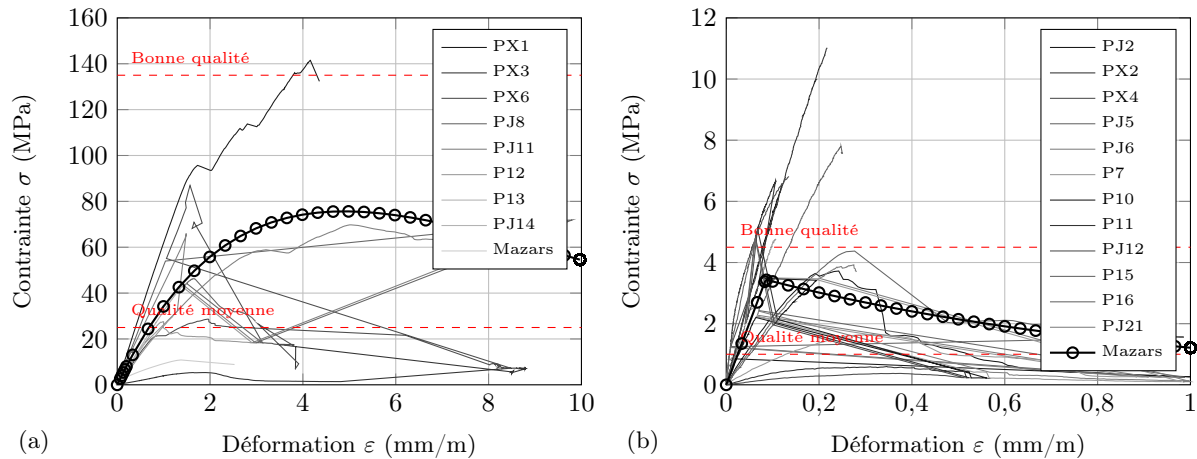 160
140
120
100
80
60
40
20
0
Contrainte σ (MPa)
Bonne qualité
Qualité moyenne
PX1
PX3
PX6
PJ8
PJ11
P12
P13
PJ14
Mazars
0 2 4 6 8 10
(a) Déformation ε (mm/m)
12
10
8
6
4
2
0
Contrainte σ (MPa)
Bonne qualité
Qualité moyenne
PJ2
PX2
PX4
PJ5
PJ6
P7
P10
P11
PJ12
P15
P16
PJ21
Mazars
0 0,2 0,4 0,6 0,8 1
(b) Déformation ε (mm/m)